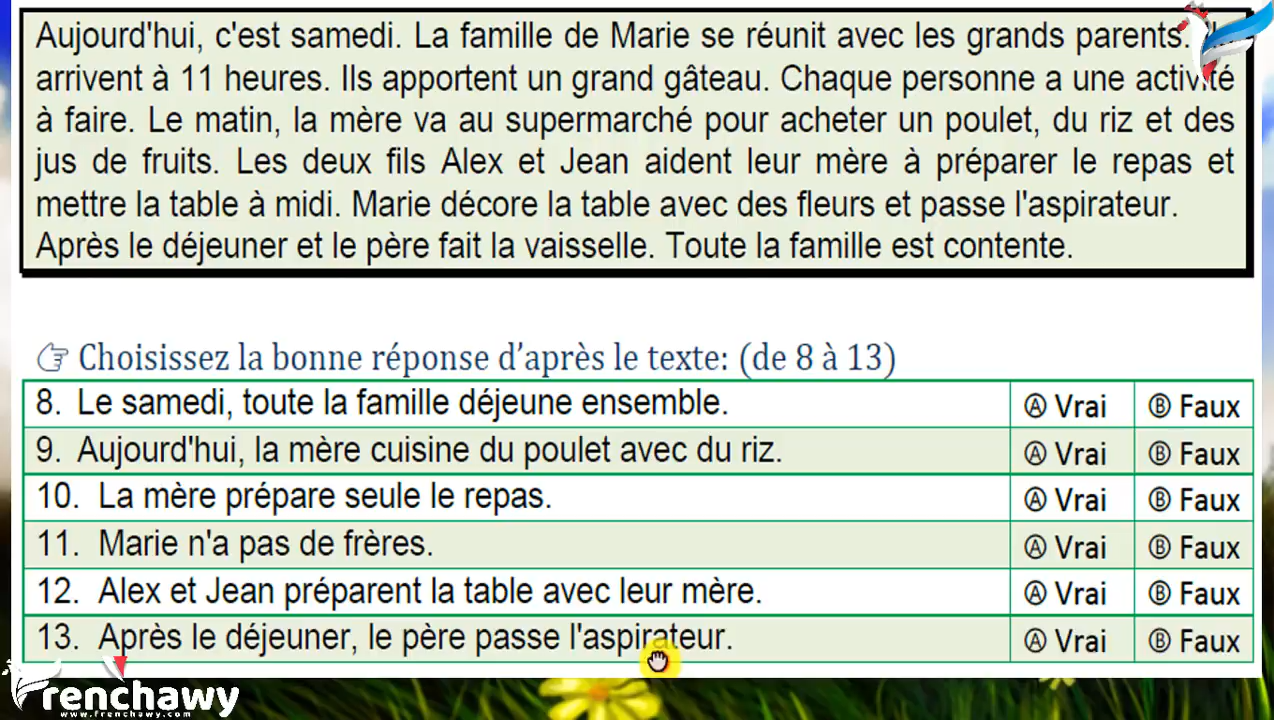 Aujourd'hui, c'est samedi. La famille de Marie se réunit avec les grands parents.
arrivent à 11 heures. Ils apportent un grand gâteau. Chaque personne a une activité
à faire. Le matin, la mère va au supermarché pour acheter un poulet, du riz et des
jus de fruits. Les deux fils Alex et Jean aident leur mère à préparer le repas et
mettre la table à midi. Marie décore la table avec des fleurs et passe l'aspirateur.
Après le déjeuner et le père fait la vaisselle. Toute la famille est contente.
Choisissez la bonne réponse d'après le texte: (de 8 à 13)
8. Le samedi, toute la famille déjeune ensemble. Ⓐ Vrai Ⓑ Faux
9. Aujourd'hui, la mère cuisine du poulet avec du riz. Ⓐ Vrai Ⓑ Faux
10. La mère prépare seule le repas. Ⓐ Vrai Ⓑ Faux
11. Marie n'a pas de frères. Ⓐ Vrai Ⓑ Faux
12. Alex et Jean préparent la table avec leur mère. Ⓐ Vrai Ⓑ Faux
13. Après le déjeuner, le père passe l'aspirateur. Ⓐ Vrai Ⓑ Faux
Frenchawy
www.frenchawy.com